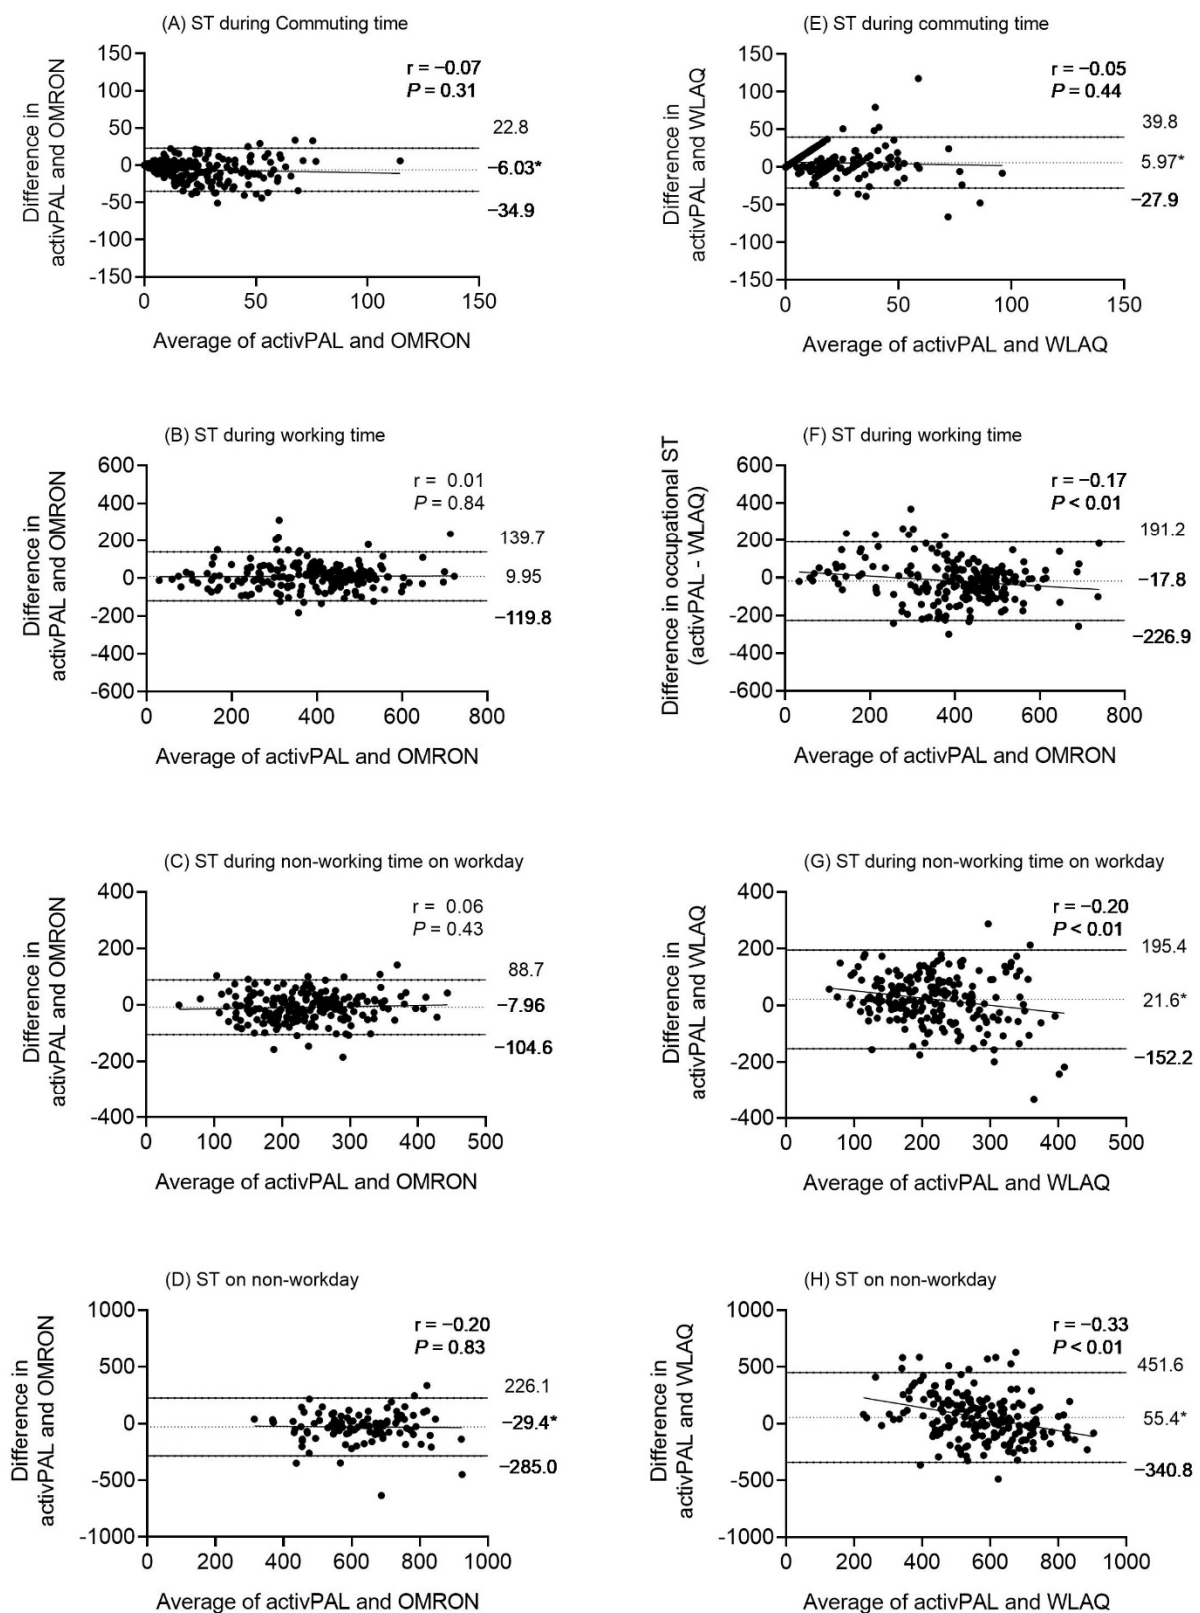 (A) ST during Commuting time
Difference in
activPAL and OMRON
150
100
50
0
-50
-100
-150
r = −0.07
P = 0.31
22.8
−6.03*
−34.9
0 50 100 150
Average of activPAL and OMRON
(E) ST during commuting time
Difference in
activPAL and WLAQ
150
100
50
0
-50
-100
-150
r = −0.05
P = 0.44
39.8
5.97*
−27.9
0 50 100 150
Average of activPAL and WLAQ
(B) ST during working time
Difference in
activPAL and OMRON
600
400
200
0
-200
-400
-600
r = 0.01
P = 0.84
139.7
9.95
−119.8
0 200 400 600 800
Average of activPAL and OMRON
(F) ST during working time
Difference in occupational ST
(activPAL - WLAQ)
600
400
200
0
-200
-400
-600
r = −0.17
P < 0.01
191.2
−17.8
−226.9
0 200 400 600 800
Average of activPAL and OMRON
(C) ST during non-working time on workday
Difference in
activPAL and OMRON
400
200
0
-200
-400
r = 0.06
P = 0.43
88.7
−7.96
−104.6
0 100 200 300 400 500
Average of activPAL and OMRON
(G) ST during non-working time on workday
Difference in
activPAL and WLAQ
400
200
0
-200
-400
r = −0.20
P < 0.01
195.4
21.6*
−152.2
0 100 200 300 400 500
Average of activPAL and WLAQ
(D) ST on non-workday
Difference in
activPAL and OMRON
1000
500
0
-500
-1000
r = −0.20
P = 0.83
226.1
−29.4*
−285.0
0 200 400 600 800 1000
Average of activPAL and OMRON
(H) ST on non-workday
Difference in
activPAL and WLAQ
1000
500
0
-500
-1000
r = −0.33
P < 0.01
451.6
55.4*
−340.8
0 200 400 600 800 1000
Average of activPAL and WLAQ